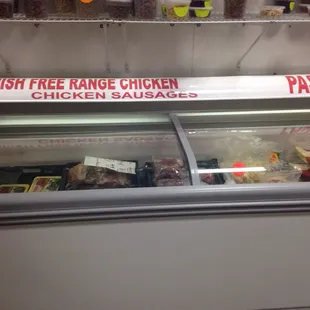 ISH FREE RANGE CHICKEN
CHICKEN SAUSAGES
PA